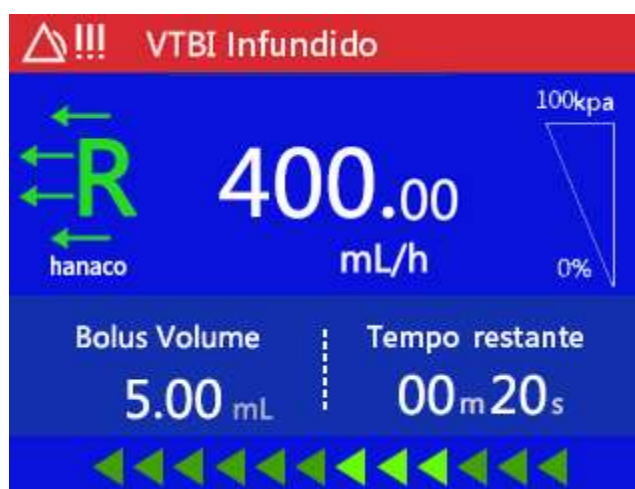 !!! VTBI Infundido
100kpa
R
400.00
mL/h
hanaco
0%
Bolus Volume
Tempo restante
5.00 mL
00m20s